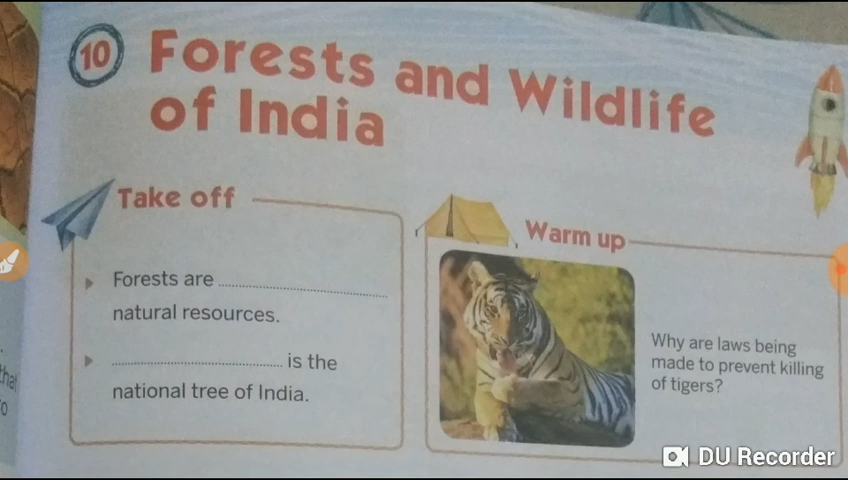 10
Forests and Wildlife
of India
Take off
Forests are
natural resources.
is the
national tree of India.
Warm up
Why are laws being
made to prevent killing
of tigers?
that
DU Recorder